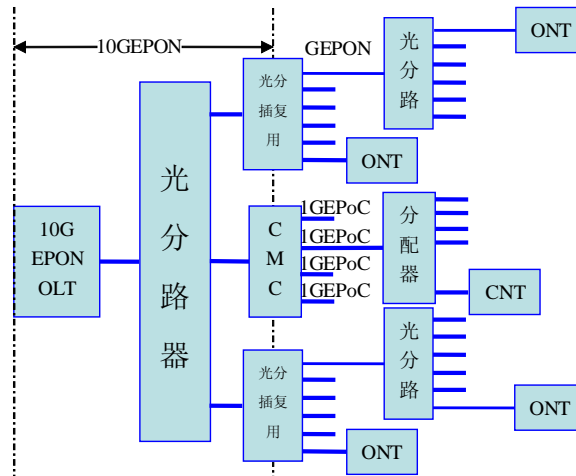 10GEPON
GEPON
ONT
光分路
光分
插复
用
ONT
光分路器
10G
EPON
OLT
CMC
1GEPoC
1GEPoC
1GEPoC
1GEPoC
分配器
CNT
光分路
光分
插复
用
ONT
ONT